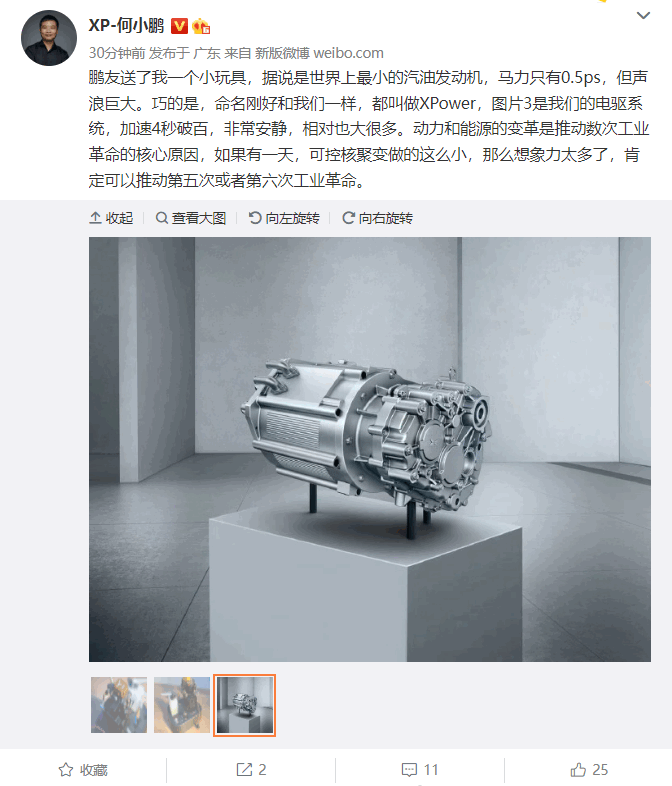 XP-何小鹏
30分钟前 发布于 广东 来自 新版微博 weibo.com
鹏友送了我一个小玩具，据说是世界上最小的汽油发动机，马力只有0.5ps，但声
浪巨大。巧的是，命名刚好和我们一样，都叫做XPower，图片3是我们的电驱系
统，加速4秒破百，非常安静，相对也大很多。动力和能源的变革是推动数次工业
革命的核心原因，如果有一天，可控核聚变做的这么小，那么想象力太多了，肯
定可以推动第五次或者第六次工业革命。
收起 查看大图 向左旋转 向右旋转
收藏 2 11 25